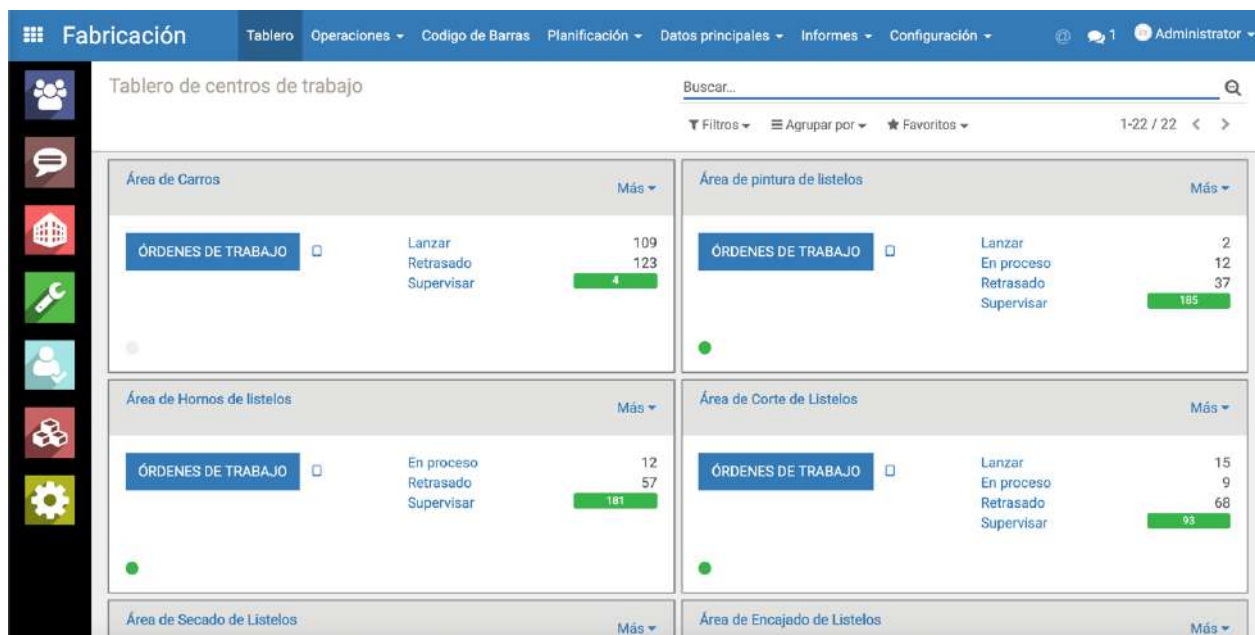 Fabricación Tablero Operaciones Codigo de Barras Planificación Datos principales Informes Configuración @ 1 Administrator
Tablero de centros de trabajo
Buscar...
Filtros Agrupar por Favoritos 1-22 / 22
Área de Carros Más
ÓRDENES DE TRABAJO
Lanzar 109
Retrasado 123
Supervisar 4
Área de pintura de listelos Más
ÓRDENES DE TRABAJO
Lanzar 2
En proceso 12
Retrasado 37
Supervisar 185
Área de Hornos de listelos Más
ÓRDENES DE TRABAJO
En proceso 12
Retrasado 57
Supervisar 181
Área de Corte de Listelos Más
ÓRDENES DE TRABAJO
Lanzar 15
En proceso 9
Retrasado 68
Supervisar 93
Área de Secado de Listelos Más
Área de Encajado de Listelos Más